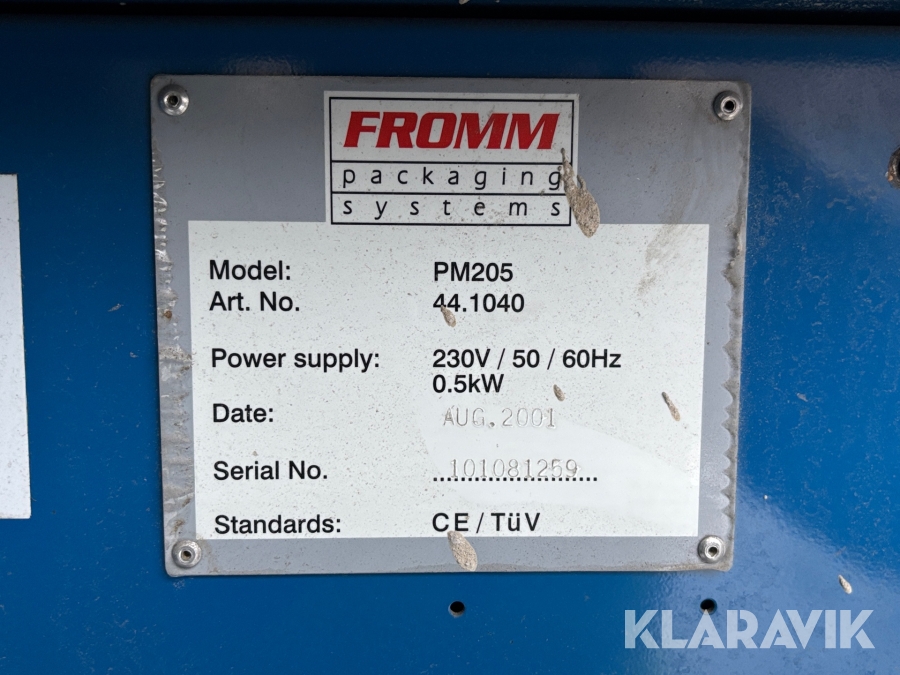 FROMM
packaging
systems
Model: PM205
Art. No. 44.1040
Power supply: 230V / 50 / 60Hz
0.5kW
Date: AUG.2001
Serial No. 101081259
Standards: CE / TüV
KLARAVIK